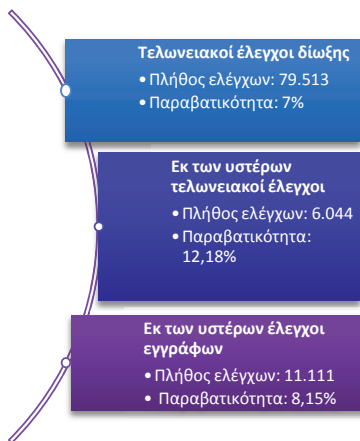 Τελωνειακοί έλεγχοι δίωξης
• Πλήθος ελέγχων: 79.513
• Παραβατικότητα: 7%
Εκ των υστέρων
τελωνειακοί έλεγχοι
• Πλήθος ελέγχων: 6.044
• Παραβατικότητα:
12,18%
Εκ των υστέρων έλεγχοι
εγγράφων
• Πλήθος ελέγχων: 11.111
• Παραβατικότητα: 8,15%